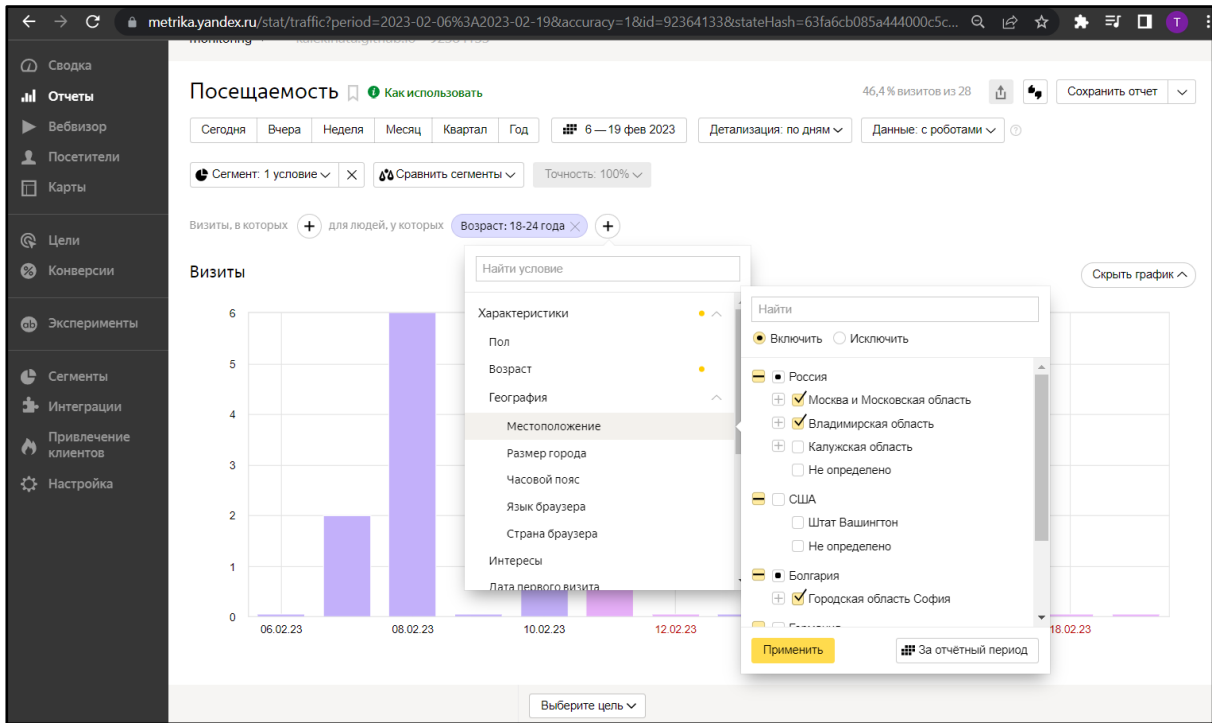 metrika.yandex.ru/stat/traffic?period=2023-02-06%3A2023-02-19&accuracy=1&id=92364133&stateHash=63fa6cb085a444000c5c...
T
Сводка
Отчеты
Вебвизор
Посетители
Карты
Цели
Конверсии
Эксперименты
Сегменты
Интеграции
Привлечение
клиентов
Настройка
Посещаемость
Как использовать
46,4 % визитов из 28
Сохранить отчет
Сегодня Вчера Неделя Месяц Квартал Год
6 — 19 фев 2023
Детализация: по дням
Данные: с роботами
Сегмент: 1 условие
Сравнить сегменты
Точность: 100%
Визиты, в которых + для людей, у которых Возраст: 18-24 года +
Визиты
Скрыть график
6
5
4
3
2
1
0
06.02.23 08.02.23 10.02.23 12.02.23 18.02.23
Найти условие
Характеристики
Пол
Возраст
География
Местоположение
Размер города
Часовой пояс
Язык браузера
Страна браузера
Интересы
Дата первого визита
Найти
Включить Исключить
Россия
Москва и Московская область
Владимирская область
Калужская область
Не определено
США
Штат Вашингтон
Не определено
Болгария
Городская область София
Применить
За отчётный период
Выберите цель